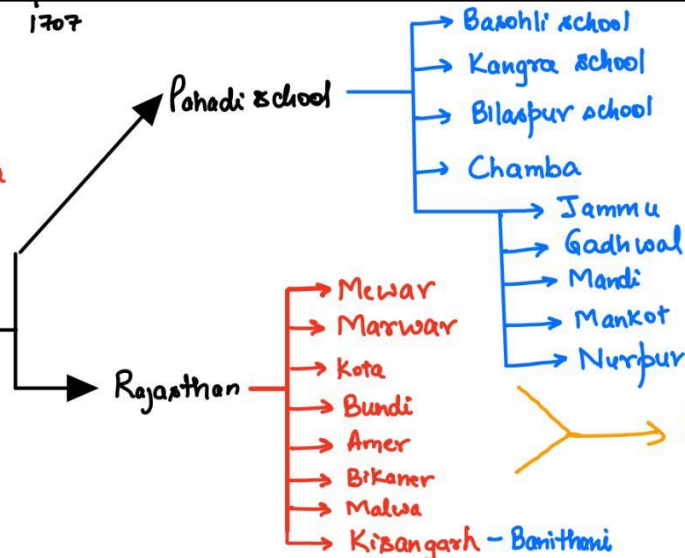 1707
Pahadi school
Basohli school
Kangra school
Bilaspur school
Chamba
Jammu
Gadhwal
Mandi
Mankot
Nurpur
Rajasthan
Mewar
Marwar
Kota
Bundi
Amer
Bikaner
Malwa
Kisangarh - Banithani